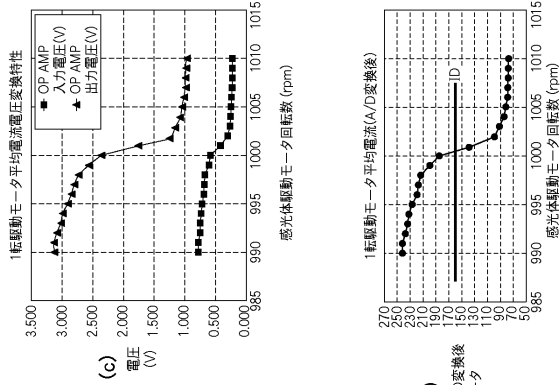 1転駆動モータ平均電流電圧変換特性
3.500
3.000
2.500
2.000
1.500
1.000
0.500
0.000
電圧
(V)
(c)
OP AMP
入力電圧(V)
OP AMP
出力電圧(V)
985
990
995
1000
1005
1010
1015
感光体駆動モータ回転数 (rpm)
1転駆動モータ平均電流(A/D変換後)
270
250
230
210
190
170
150
130
110
90
70
50
変換後
ータ
ID
985
990
995
1000
1005
1010
1015
感光体駆動モータ回転数 (rpm)